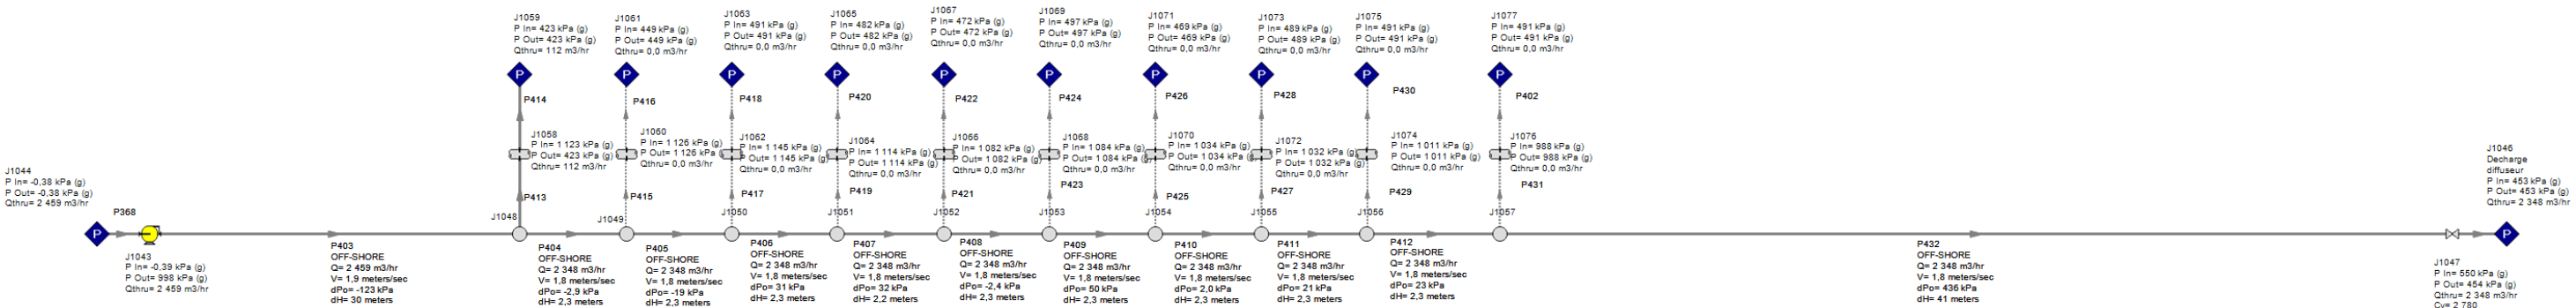 J1059
P In= 423 kPa (g)
P Out= 423 kPa (g)
Qthru= 112 m3/hr
J1061
P In= 449 kPa (g)
P Out= 449 kPa (g)
Qthru= 0,0 m3/hr
J1063
P In= 491 kPa (g)
P Out= 491 kPa (g)
Qthru= 0,0 m3/hr
J1065
P In= 482 kPa (g)
P Out= 482 kPa (g)
Qthru= 0,0 m3/hr
J1067
P In= 472 kPa (g)
P Out= 472 kPa (g)
Qthru= 0,0 m3/hr
J1069
P In= 497 kPa (g)
P Out= 497 kPa (g)
Qthru= 0,0 m3/hr
J1071
P In= 469 kPa (g)
P Out= 469 kPa (g)
Qthru= 0,0 m3/hr
J1073
P In= 489 kPa (g)
P Out= 489 kPa (g)
Qthru= 0,0 m3/hr
J1075
P In= 491 kPa (g)
P Out= 491 kPa (g)
Qthru= 0,0 m3/hr
J1077
P In= 491 kPa (g)
P Out= 491 kPa (g)
Qthru= 0,0 m3/hr
P
P
P
P
P
P
P
P
P
P
P414
P416
P418
P420
P422
P424
P426
P428
P430
P402
J1058
P In= 1 123 kPa (g)
P Out= 423 kPa (g)
Qthru= 112 m3/hr
J1060
P In= 1 126 kPa (g)
P Out= 1 126 kPa (g)
Qthru= 0,0 m3/hr
J1062
P In= 1 145 kPa (g)
P Out= 1 145 kPa (g)
Qthru= 0,0 m3/hr
J1064
P In= 1 114 kPa (g)
P Out= 1 114 kPa (g)
Qthru= 0,0 m3/hr
J1066
P In= 1 082 kPa (g)
P Out= 1 082 kPa (g)
Qthru= 0,0 m3/hr
J1068
P In= 1 084 kPa (g)
P Out= 1 084 kPa (g)
Qthru= 0,0 m3/hr
J1070
P In= 1 034 kPa (g)
P Out= 1 034 kPa (g)
Qthru= 0,0 m3/hr
J1072
P In= 1 032 kPa (g)
P Out= 1 032 kPa (g)
Qthru= 0,0 m3/hr
J1074
P In= 1 011 kPa (g)
P Out= 1 011 kPa (g)
Qthru= 0,0 m3/hr
J1076
P In= 988 kPa (g)
P Out= 988 kPa (g)
Qthru= 0,0 m3/hr
P413
P415
P417
P419
P421
P423
P425
P427
P429
P431
J1044
P In= -0,38 kPa (g)
P Out= -0,38 kPa (g)
Qthru= 2 459 m3/hr
P368
P
J1043
P In= -0,39 kPa (g)
P Out= 998 kPa (g)
Qthru= 2 459 m3/hr
J1048
J1049
J1050
J1051
J1052
J1053
J1054
J1055
J1056
J1057
P403
OFF-SHORE
Q= 2 459 m3/hr
V= 1,9 meters/sec
dPo= -123 kPa
dH= 30 meters
P404
OFF-SHORE
Q= 2 348 m3/hr
V= 1,8 meters/sec
dPo= -2,9 kPa
dH= 2,3 meters
P405
OFF-SHORE
Q= 2 348 m3/hr
V= 1,8 meters/sec
dPo= -19 kPa
dH= 2,3 meters
P406
OFF-SHORE
Q= 2 348 m3/hr
V= 1,8 meters/sec
dPo= 31 kPa
dH= 2,3 meters
P407
OFF-SHORE
Q= 2 348 m3/hr
V= 1,8 meters/sec
dPo= 32 kPa
dH= 2,2 meters
P408
OFF-SHORE
Q= 2 348 m3/hr
V= 1,8 meters/sec
dPo= -2,4 kPa
dH= 2,3 meters
P409
OFF-SHORE
Q= 2 348 m3/hr
V= 1,8 meters/sec
dPo= 50 kPa
dH= 2,3 meters
P410
OFF-SHORE
Q= 2 348 m3/hr
V= 1,8 meters/sec
dPo= 2,0 kPa
dH= 2,3 meters
P411
OFF-SHORE
Q= 2 348 m3/hr
V= 1,8 meters/sec
dPo= 21 kPa
dH= 2,3 meters
P412
OFF-SHORE
Q= 2 348 m3/hr
V= 1,8 meters/sec
dPo= 23 kPa
dH= 2,3 meters
P432
OFF-SHORE
Q= 2 348 m3/hr
V= 1,8 meters/sec
dPo= 436 kPa
dH= 41 meters
J1046
Decharge
diffuseur
P In= 453 kPa (g)
P Out= 453 kPa (g)
Qthru= 2 348 m3/hr
P
J1047
P In= 550 kPa (g)
P Out= 454 kPa (g)
Qthru= 2 348 m3/hr
Cv= 2 780